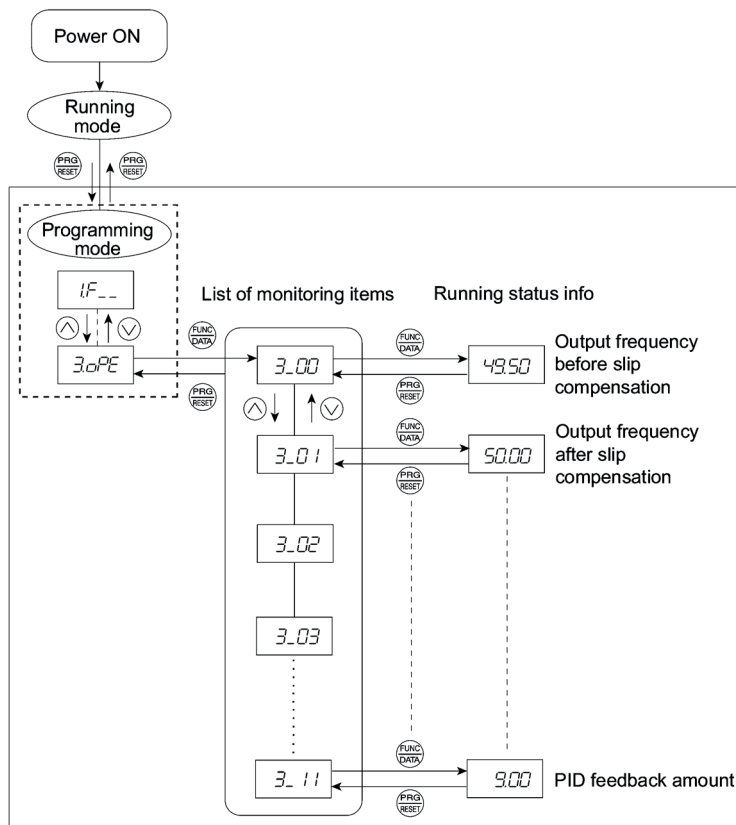 Power ON
Running
mode
PRG
RESET
PRG
RESET
Programming
mode
1.F__
3.oPE
List of monitoring items
Running status info
FUNC
DATA
PRG
RESET
3_00
FUNC
DATA
PRG
RESET
49.50
Output frequency
before slip
compensation
3_01
FUNC
DATA
PRG
RESET
50.00
Output frequency
after slip
compensation
3_02
3_03
3_11
FUNC
DATA
PRG
RESET
9.00
PID feedback amount